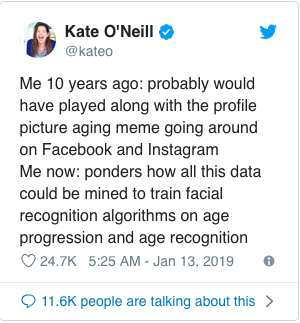 Kate O'Neill
@kateo
Me 10 years ago: probably would
have played along with the profile
picture aging meme going around
on Facebook and Instagram
Me now: ponders how all this data
could be mined to train facial
recognition algorithms on age
progression and age recognition
24.7K 5:25 AM - Jan 13, 2019
11.6K people are talking about this